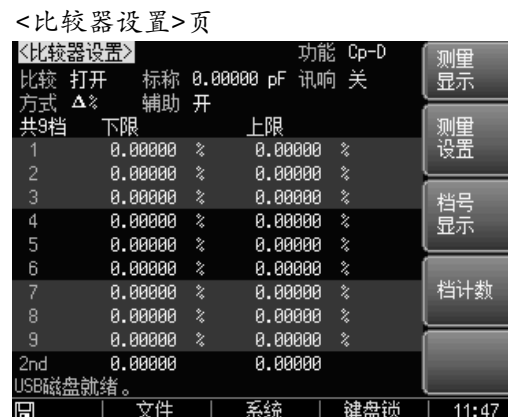 <比较器设置>页
<比较器设置> 功能 Cp-D
比较 打开 标称 0.00000 pF 讯响 关
方式 Δ% 辅助 开
共9档 下限 上限
1 0.00000 % 0.00000 %
2 0.00000 % 0.00000 %
3 0.00000 % 0.00000 %
4 0.00000 % 0.00000 %
5 0.00000 % 0.00000 %
6 0.00000 % 0.00000 %
7 0.00000 % 0.00000 %
8 0.00000 % 0.00000 %
9 0.00000 % 0.00000 %
2nd 0.00000 0.00000
USB磁盘就绪。
测量
显示
测量
设置
档号
显示
档计数
文件 系统 键盘锁 11:47